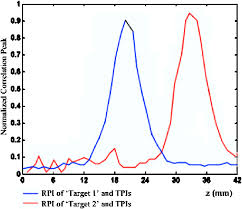 Normalized Correlation Peak
1
0.9
0.8
0.7
0.6
0.5
0.4
0.3
0.2
0.1
0
0 6 12 18 24 30 36 42
z (mm)
RPI of 'Target 1' and TPIs
RPI of 'Target 2' and TPIs